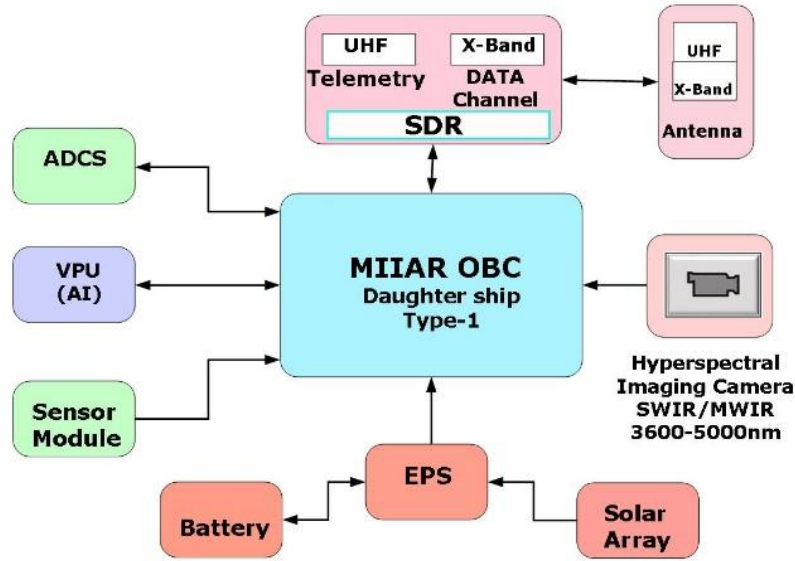 UHF
X-Band
Telemetry
DATA
Channel
SDR
UHF
X-Band
Antenna
ADCS
VPU
(AI)
Sensor
Module
MIIAR OBC
Daughter ship
Type-1
Hyperspectral
Imaging Camera
SWIR/MWIR
3600-5000nm
EPS
Battery
Solar
Array